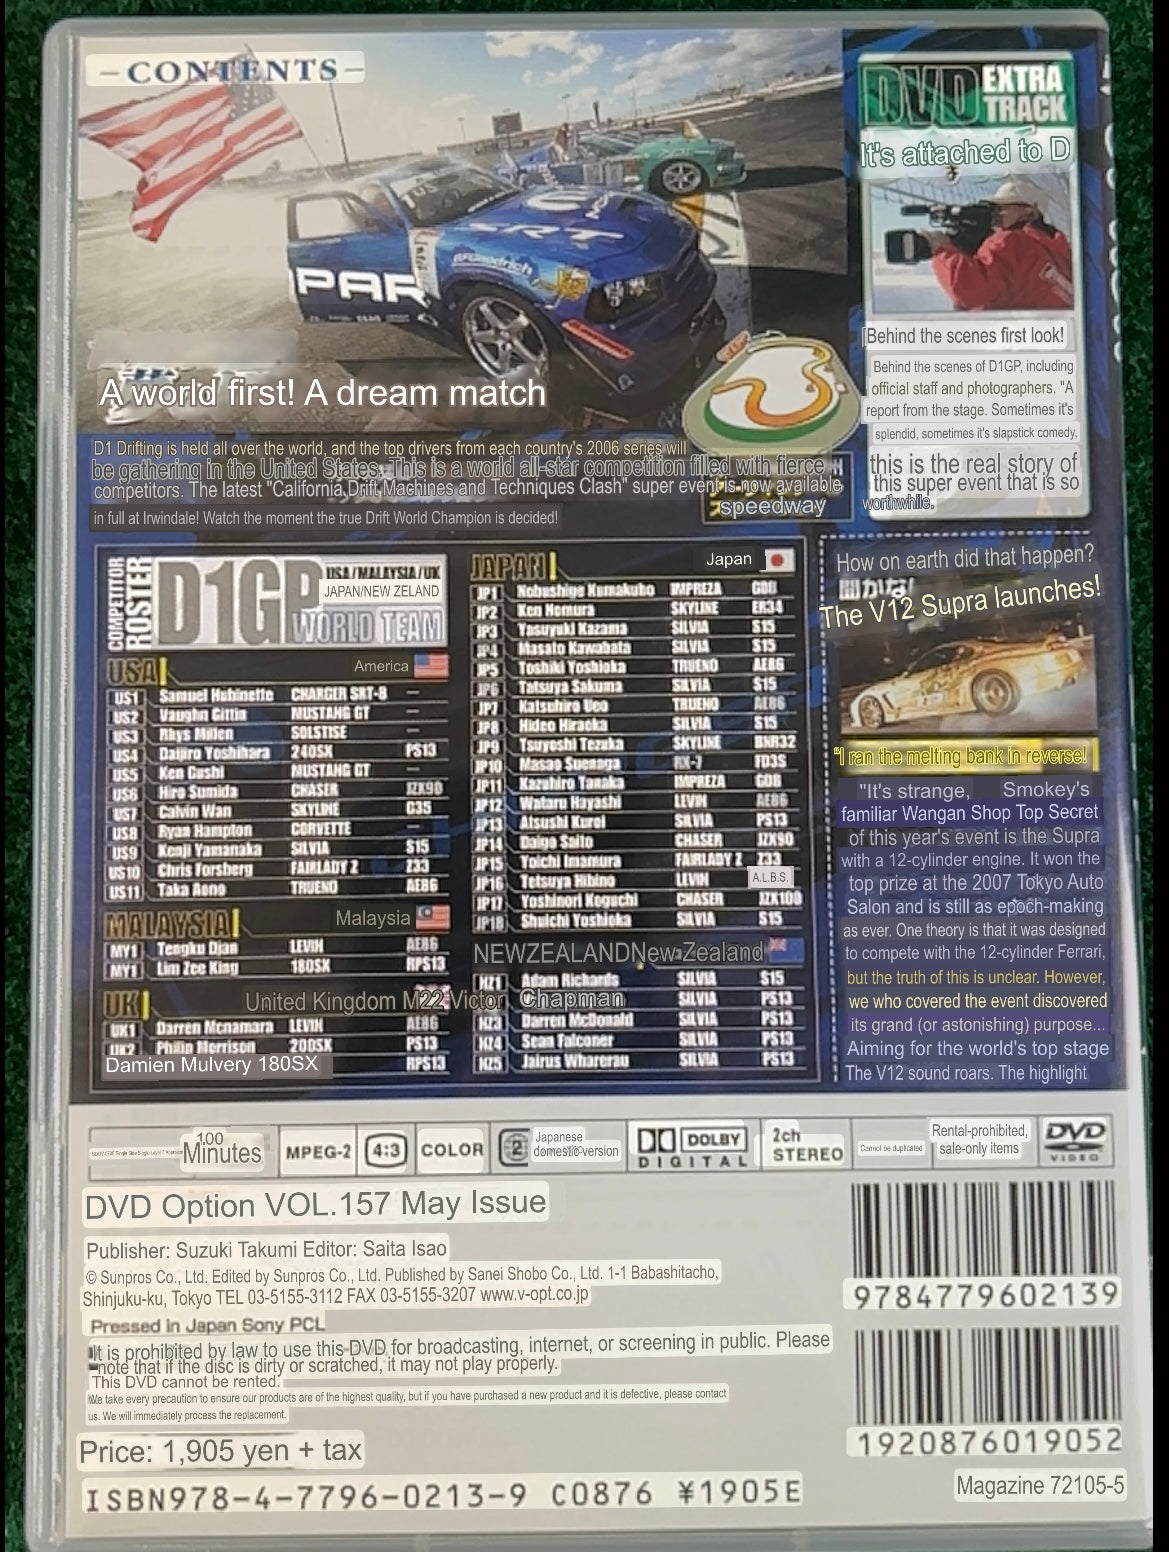 CONTENTS
SRT
BFGoodrich
OPAR
A world first! A dream match
D1 Drifting is held all over the world, and the top drivers from each country's 2006 series will
be gathering in the United States. This is a world all-star competition filled with fierce
competitors. The latest "California Drift Machines and Techniques Clash" super event is now available
in full at Irwindale! Watch the moment the true Drift World Champion is decided!
speedway
DVD EXTRA TRACK
It's attached to D
Behind the scenes first look!
Behind the scenes of D1GP, including
official staff and photographers. "A
report from the stage. Sometimes it's
splendid, sometimes it's slapstick comedy,
this is the real story of
this super event that is so
worthwhile.
COMPETITOR ROSTER
D1GP
USA/MALAYSIA/UK
JAPAN/NEW ZELAND
WORLD TEAM
USA America
US1 Samuel Hubinette CHARGER SRT-8 —
US2 Vaughn Gittin MUSTANG GT —
US3 Rhys Millen SOLSTISE —
US4 Daijiro Yoshihara 240SX PS13
US5 Ken Gushi MUSTANG GT —
US6 Hiro Sumida CHASER JZX90
US7 Calvin Wan SKYLINE G35
US8 Ryan Hampton CORVETTE —
US9 Kenji Yamanaka SILVIA S15
US10 Chris Forsberg FAIRLADY Z Z33
US11 Taka Aono TRUENO AE86
MALAYSIA Malaysia
MY1 Tengku Djan LEVIN AE86
MY1 Lim Zee King 180SX RPS13
UK United Kingdom M22 Victor Chapman
UK1 Darren Mcnamara LEVIN AE86
UK2 Philip Morrison 200SX PS13
Damien Mulvery 180SX RPS13
JAPAN Japan
JP1 Nobushige Kumakubo IMPREZA GDB
JP2 Ken Nomura SKYLINE ER34
JP3 Yasuyuki Kazama SILVIA S15
JP4 Masato Kawabata SILVIA S15
JP5 Toshiki Yoshioka TRUENO AE86
JP6 Tatsuya Sakuma SILVIA S15
JP7 Katsuhiro Ueo TRUENO AE86
JP8 Hideo Hiraoka SILVIA S15
JP9 Tsuyoshi Tezuka SKYLINE BNR32
JP10 Masao Suenaga RX-7 FD3S
JP11 Kazuhiro Tanaka IMPREZA GDB
JP12 Wataru Hayashi LEVIN AE86
JP13 Atsushi Kuroi SILVIA PS13
JP14 Daigo Saito CHASER JZX90
JP15 Yoichi Imamura FAIRLADY Z Z33
JP16 Tetsuya Hibino LEVIN A.L.B.S.
JP17 Yoshinori Koguchi CHASER JZX100
JP18 Shuichi Yoshioka SILVIA S15
NEWZEALANDNew Zealand
NZ1 Adam Richards SILVIA S15
SILVIA PS13
NZ3 Darren McDonald SILVIA PS13
NZ4 Sean Falconer SILVIA PS13
NZ5 Jairus Wharerau SILVIA PS13
How on earth did that happen?
The V12 Supra launches!
"I ran the melting bank in reverse!
"It's strange, Smokey's
familiar Wangan Shop Top Secret
of this year's event is the Supra
with a 12-cylinder engine. It won the
top prize at the 2007 Tokyo Auto
Salon and is still as epoch-making
as ever. One theory is that it was designed
to compete with the 12-cylinder Ferrari,
but the truth of this is unclear. However,
we who covered the event discovered
its grand (or astonishing) purpose...
Aiming for the world's top stage
The V12 sound roars. The highlight
100 Minutes
MPEG-2
4:3
COLOR
2 Japanese domestic version
DOLBY DIGITAL
2ch STEREO
Cannot be duplicated
Rental-prohibited, sale-only items
DVD VIDEO
DVD Option VOL.157 May Issue
Publisher: Suzuki Takumi Editor: Saita Isao
© Sunpros Co., Ltd. Edited by Sunpros Co., Ltd. Published by Sanei Shobo Co., Ltd. 1-1 Babashitacho,
Shinjuku-ku, Tokyo TEL 03-5155-3112 FAX 03-5155-3207 www.v-opt.co.jp
Pressed in Japan Sony PCL
It is prohibited by law to use this DVD for broadcasting, internet, or screening in public. Please
note that if the disc is dirty or scratched, it may not play properly.
This DVD cannot be rented.
We take every precaution to ensure our products are of the highest quality, but if you have purchased a new product and it is defective, please contact
us. We will immediately process the replacement.
Price: 1,905 yen + tax
ISBN978-4-7796-0213-9 C0876 ¥1905E
9784779602139
1920876019052
Magazine 72105-5